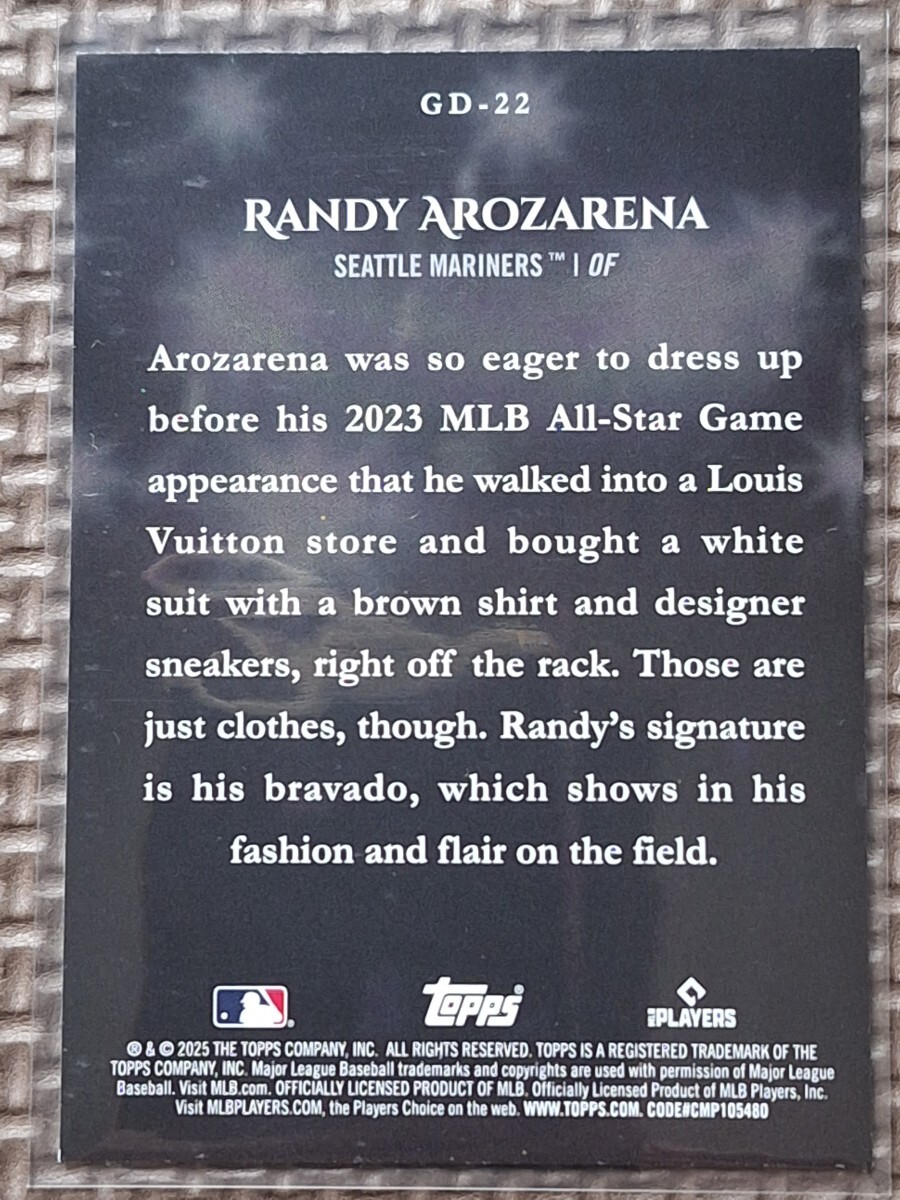 GD-22
RANDY AROZARENA
SEATTLE MARINERS™ | OF
Arozarena was so eager to dress up
before his 2023 MLB All-Star Game
appearance that he walked into a Louis
Vuitton store and bought a white
suit with a brown shirt and designer
sneakers, right off the rack. Those are
just clothes, though. Randy's signature
is his bravado, which shows in his
fashion and flair on the field.
topps®
MLB PLAYERS
® & © 2025 THE TOPPS COMPANY, INC. ALL RIGHTS RESERVED. TOPPS IS A REGISTERED TRADEMARK OF THE
TOPPS COMPANY, INC. Major League Baseball trademarks and copyrights are used with permission of Major League
Baseball. Visit MLB.com. OFFICIALLY LICENSED PRODUCT OF MLB. Officially Licensed Product of MLB Players, Inc.
Visit MLBPLAYERS.COM, the Players Choice on the web. WWW.TOPPS.COM. CODE#CMP105480